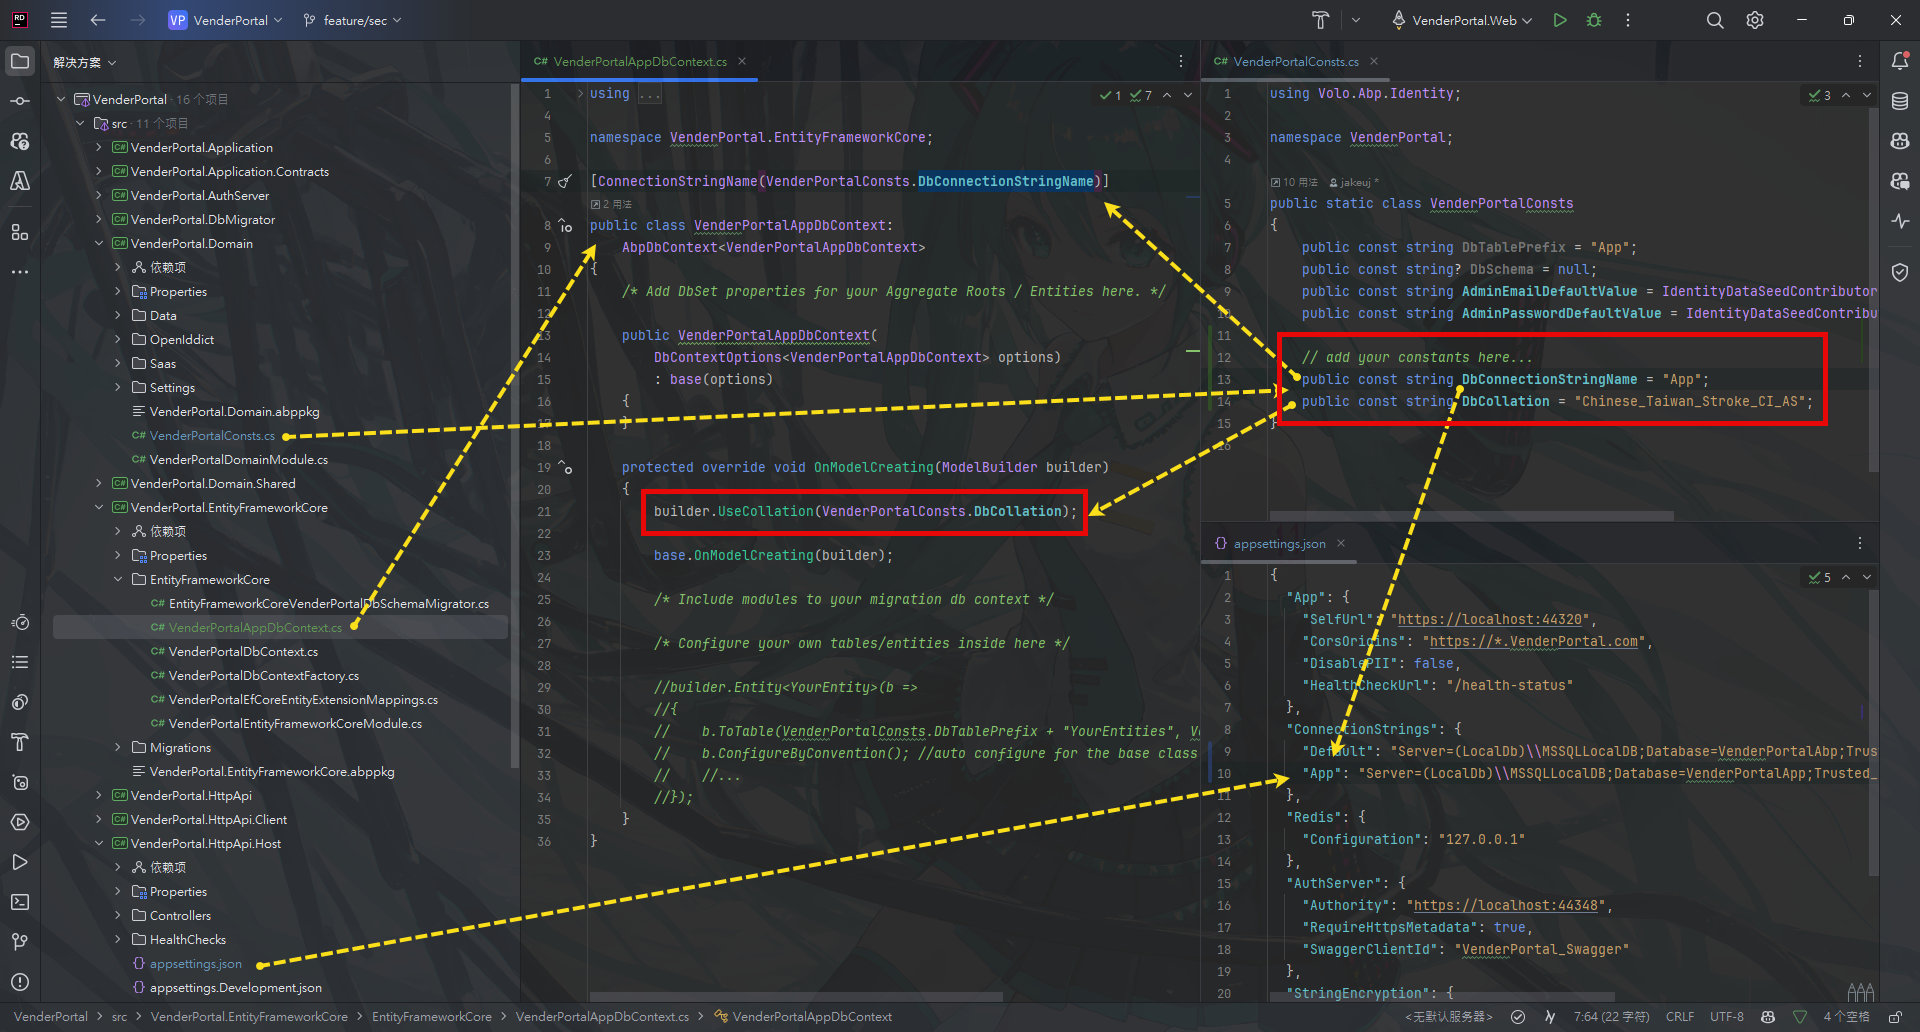 RD
VP VenderPortal
feature/sec
VenderPortal.Web
解决方案
VenderPortal · 16 个项目
src · 11 个项目
C# VenderPortal.Application
C# VenderPortal.Application.Contracts
C# VenderPortal.AuthServer
C# VenderPortal.DbMigrator
C# VenderPortal.Domain
依赖项
Properties
Data
OpenIddict
Saas
Settings
VenderPortal.Domain.abppkg
C# VenderPortalConsts.cs
C# VenderPortalDomainModule.cs
C# VenderPortal.Domain.Shared
C# VenderPortal.EntityFrameworkCore
依赖项
Properties
EntityFrameworkCore
C# EntityFrameworkCoreVenderPortalDbSchemaMigrator.cs
C# VenderPortalAppDbContext.cs
C# VenderPortalDbContext.cs
C# VenderPortalDbContextFactory.cs
C# VenderPortalEfCoreEntityExtensionMappings.cs
C# VenderPortalEntityFrameworkCoreModule.cs
Migrations
VenderPortal.EntityFrameworkCore.abppkg
C# VenderPortal.HttpApi
C# VenderPortal.HttpApi.Client
C# VenderPortal.HttpApi.Host
依赖项
Properties
Controllers
HealthChecks
{} appsettings.json
{} appsettings.Development.json
C# VenderPortalAppDbContext.cs
1 7
1 using ...
4
5 namespace VenderPortal.EntityFrameworkCore;
6
7 [ConnectionStringName(VenderPortalConsts.DbConnectionStringName)]
2 用法
8 public class VenderPortalAppDbContext:
9 AbpDbContext<VenderPortalAppDbContext>
10 {
11 /* Add DbSet properties for your Aggregate Roots / Entities here. */
12
13 public VenderPortalAppDbContext(
14 DbContextOptions<VenderPortalAppDbContext> options)
15 : base(options)
16 {
17 }
18
19 protected override void OnModelCreating(ModelBuilder builder)
20 {
21 builder.UseCollation(VenderPortalConsts.DbCollation);
22
23 base.OnModelCreating(builder);
24
25 /* Include modules to your migration db context */
26
27 /* Configure your own tables/entities inside here */
28
29 //builder.Entity<YourEntity>(b =>
30 //{
31 // b.ToTable(VenderPortalConsts.DbTablePrefix + "YourEntities", V
32 // b.ConfigureByConvention(); //auto configure for the base class
33 // //...
34 //});
35 }
36 }
C# VenderPortalConsts.cs
3
1 using Volo.Abp.Identity;
2
3 namespace VenderPortal;
4
10 用法 jakeuj *
5 public static class VenderPortalConsts
6 {
7 public const string DbTablePrefix = "App";
8 public const string? DbSchema = null;
9 public const string AdminEmailDefaultValue = IdentityDataSeedContributor
10 public const string AdminPasswordDefaultValue = IdentityDataSeedContribu
11
12 // add your constants here...
13 public const string DbConnectionStringName = "App";
14 public const string DbCollation = "Chinese_Taiwan_Stroke_CI_AS";
15 }
16
{} appsettings.json
5
1 {
2 "App": {
3 "SelfUrl": "https://localhost:44320",
4 "CorsOrigins": "https://*.VenderPortal.com",
5 "DisablePII": false,
6 "HealthCheckUrl": "/health-status"
7 },
8 "ConnectionStrings": {
9 "Default": "Server=(LocalDb)\\MSSQLLocalDB;Database=VenderPortalAbp;Trus
10 "App": "Server=(LocalDb)\\MSSQLLocalDB;Database=VenderPortalApp;Trusted_
11 },
12 "Redis": {
13 "Configuration": "127.0.0.1"
14 },
15 "AuthServer": {
16 "Authority": "https://localhost:44348",
17 "RequireHttpsMetadata": true,
18 "SwaggerClientId": "VenderPortal_Swagger"
19 },
20 "StringEncryption": {
VenderPortal > src > VenderPortal.EntityFrameworkCore > EntityFrameworkCore > VenderPortalAppDbContext.cs > VenderPortalAppDbContext
<无默认服务器> 7:64 (22 字符) CRLF UTF-8 4 个空格